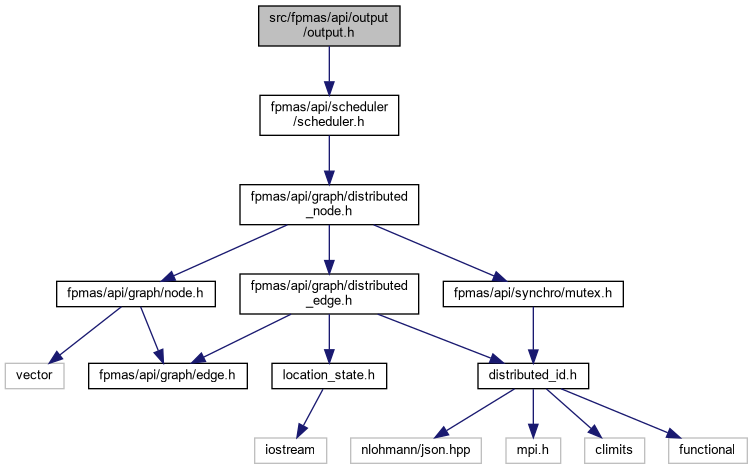 src/fpmas/api/output
/output.h
fpmas/api/scheduler
/scheduler.h
fpmas/api/graph/distributed
_node.h
fpmas/api/graph/node.h
fpmas/api/graph/distributed
_edge.h
fpmas/api/synchro/mutex.h
vector
fpmas/api/graph/edge.h
location_state.h
distributed_id.h
iostream
nlohmann/json.hpp
mpi.h
climits
functional